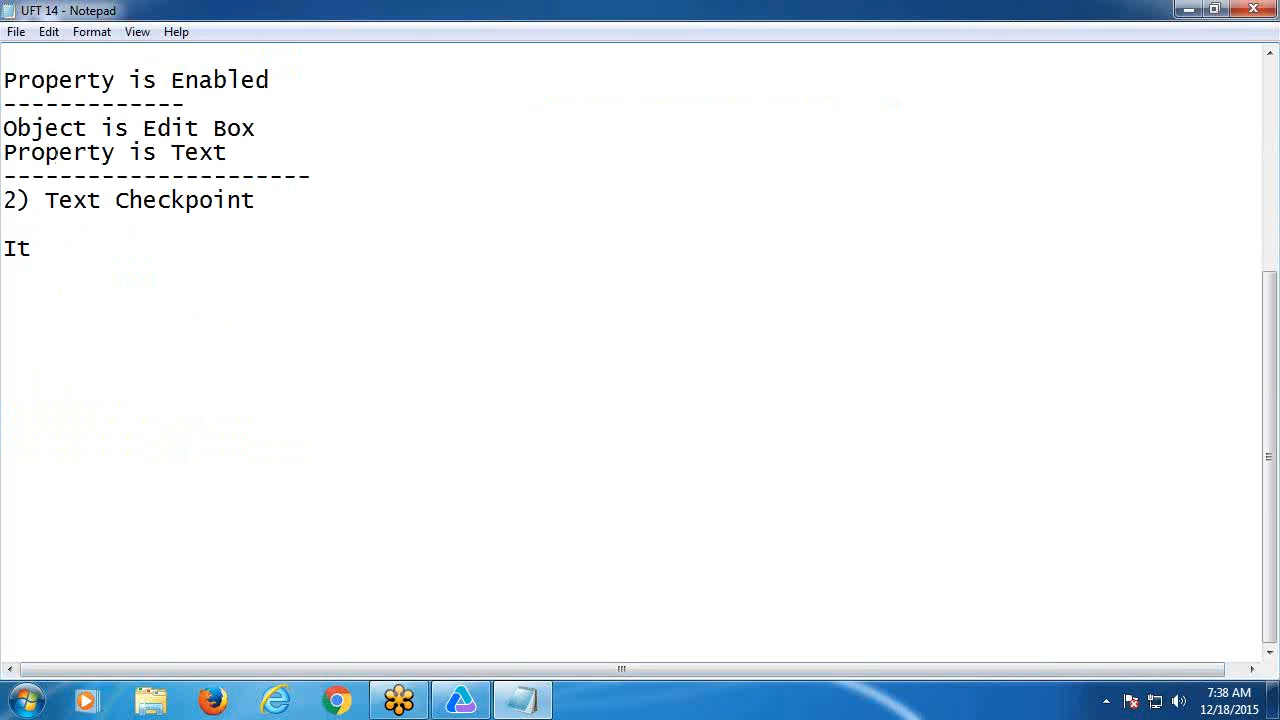 UFT 14 - Notepad
File Edit Format View Help
Property is Enabled
-------------
Object is Edit Box
Property is Text
----------------------
2) Text Checkpoint
It
7:38 AM
12/18/2015